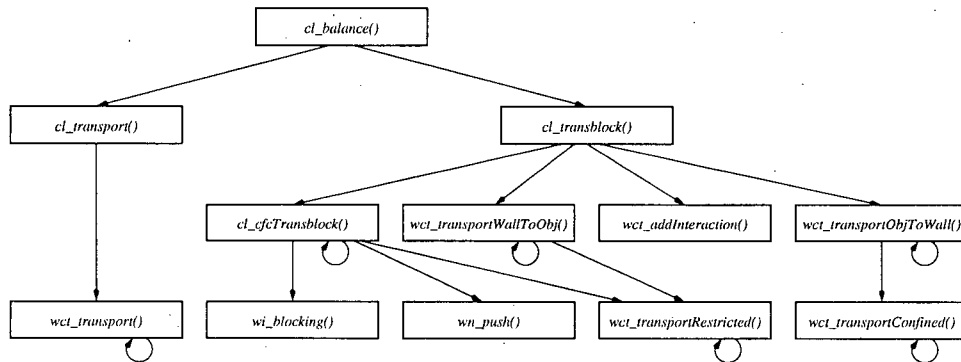 cl_balance()
cl_transport()
cl_transblock()
cl_cfcTransblock()
wct_transportWallToObj()
wct_addInteraction()
wct_transportObjToWall()
wct_transport()
wi_blocking()
wn_push()
wct_transportRestricted()
wct_transportConfined()